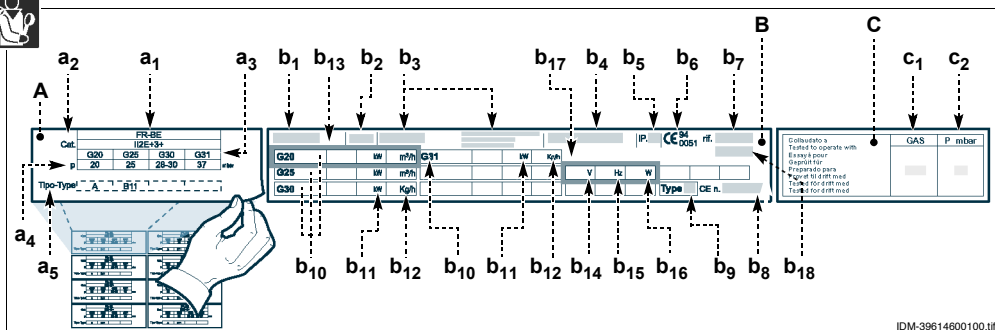 a2 a1 a3 b1 b13 b2 b3 b17 b4 b5 b6 B b7 C c1 c2
A
FR-BE
Cat. II2E+3+
G20 G25 G30 G31
p 20 25 28-30 37 mbar
Tipo-Type A B11
a4
a5
IP. CE 94 0051 rif.
G20 kW m³/h G31 kW Kg/h
G25 kW m³/h V Hz W
G30 kW Kg/h Type CE n.
Collaudato a
Tested to operate with
Essayé pour
Geprüft für
Preparado para
Provet til drift med
Tested for drift med
Tested for drift med
GAS P mbar
b10 b11 b12 b10 b11 b12 b14 b15 b16 b9 b8 b18
IDM-39614600100.tif